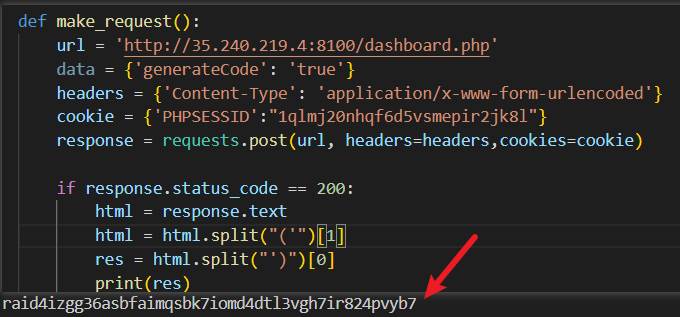 def make_request():
    url = 'http://35.240.219.4:8100/dashboard.php'
    data = {'generateCode': 'true'}
    headers = {'Content-Type': 'application/x-www-form-urlencoded'}
    cookie = {'PHPSESSID':"1qlmj20nhqf6d5vsmepir2jk8l"}
    response = requests.post(url, headers=headers,cookies=cookie)
    if response.status_code == 200:
        html = response.text
        html = html.split("('")[1]
        res = html.split("')")[0]
        print(res)
raid4izgg36asbfaimqsbk7iomd4dtl3vgh7ir824pvyb7